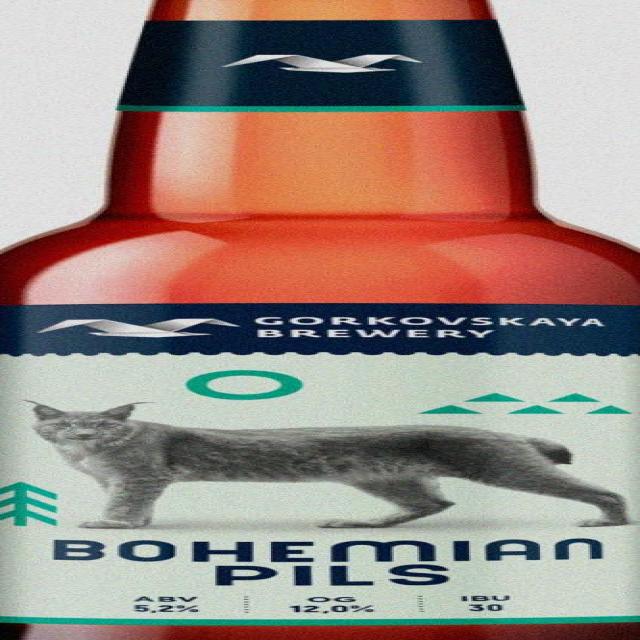 GORKOVSKAYA
BREWERY
BOHEMIAN
PILS
ABV OG IBU
5,2% 12,0% 30